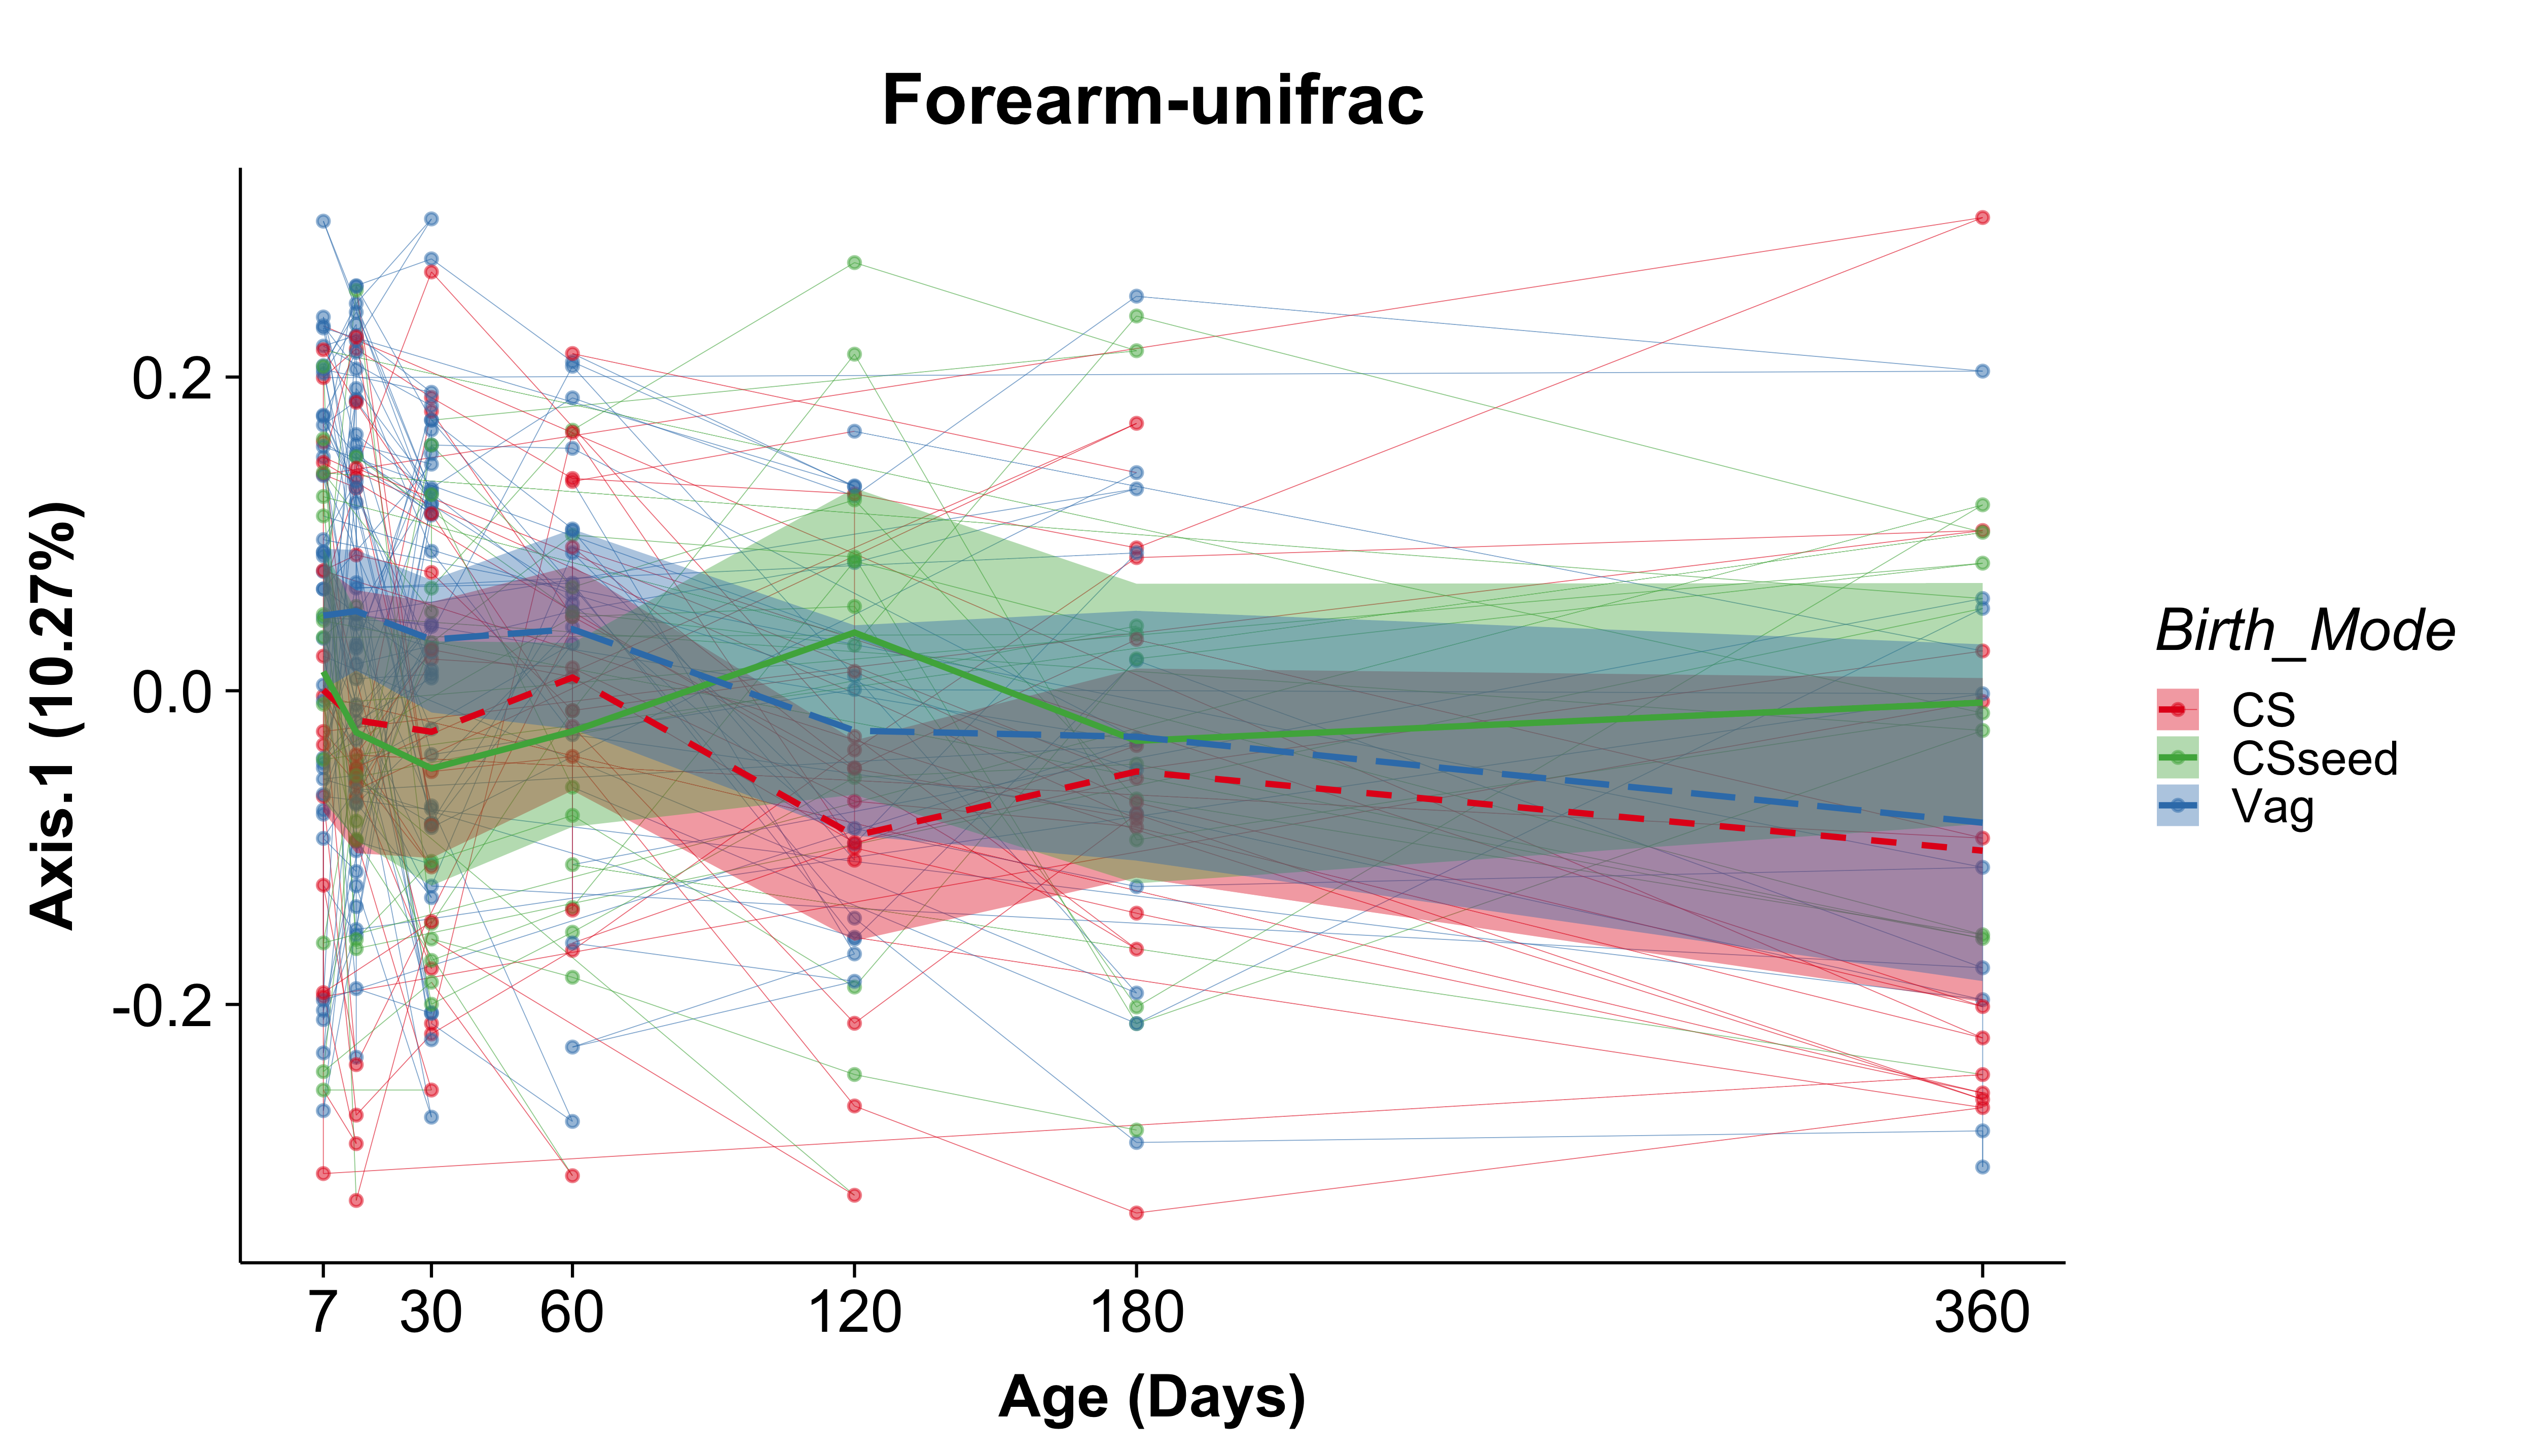 Forearm-unifrac
Axis.1 (10.27%)
0.2
0.0
-0.2
7 30 60 120 180 360
Age (Days)
Birth_Mode
CS
CSseed
Vag